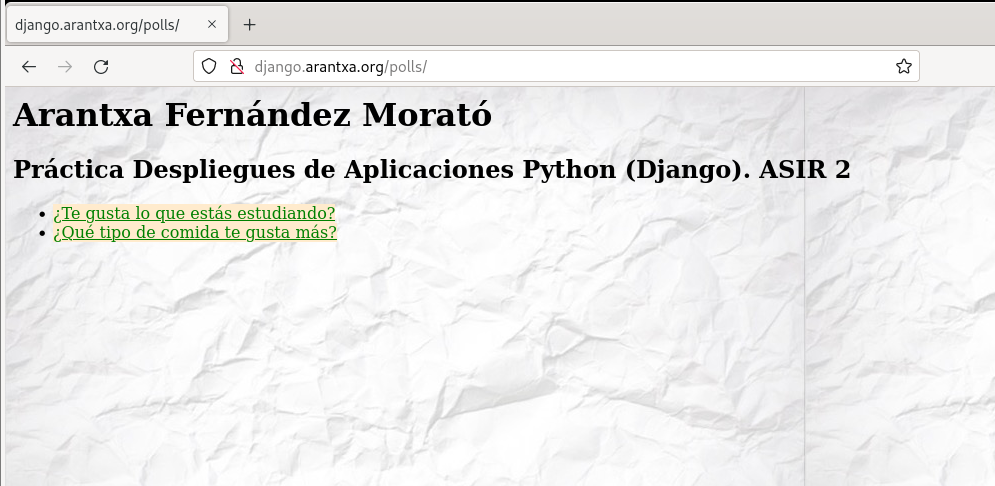 django.arantxa.org/polls/
django.arantxa.org/polls/
Arantxa Fernández Morató
Práctica Despliegues de Aplicaciones Python (Django). ASIR 2
¿Te gusta lo que estás estudiando?
¿Qué tipo de comida te gusta más?